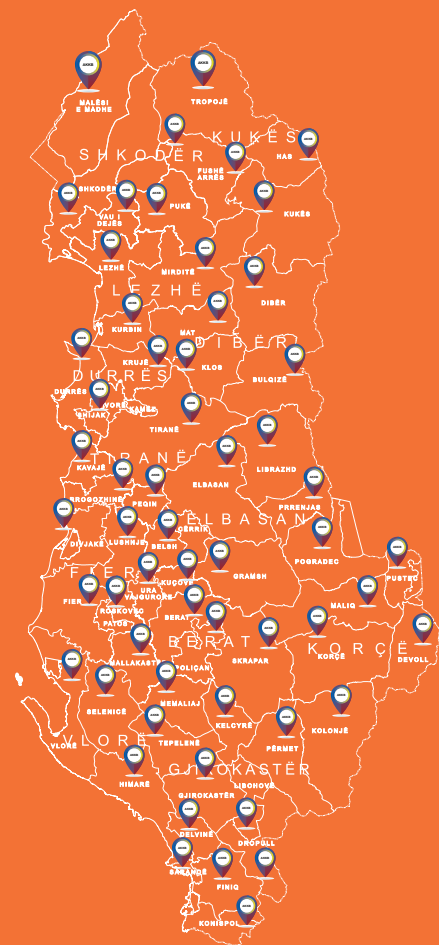 AKKR
MALËSI
E MADHE
TROPOJË
KUKËS
SHKODËR
HAS
FUSHË
ARRËS
SHKODËR
VAU I
DEJËS
PUKË
KUKËS
LEZHË
MIRDITË
LEZHË
DIBËR
KURBIN
MAT
DIBËR
KRUJË
KLOS
DURRËS
BULQIZË
DURRËS
SHIJAK
VORË
KAMËZ
TIRANË
TIRANË
KAVAJË
LIBRAZHD
ELBASAN
RROGOZHINË
PEQIN
PRRENJAS
ELBASAN
DIVJAKË
LUSHNJE
CËRRIK
BELSH
POGRADEC
FIER
GRAMSH
KUÇOVË
PUSTEC
URA
VAJGURORE
FIER
ROSKOVEC
PATOS
BERAT
MALIQ
BERAT
KORÇË
KORÇË
MALLAKASTËR
POLIÇAN
SKRAPAR
DEVOLL
MEMALIAJ
SELENICË
KELCYRË
KOLONJË
VLORË
VLORË
TEPELENË
PËRMET
GJIROKASTËR
HIMARË
LIBOHOVË
GJIROKASTËR
DELVINË
DROPULL
SARANDË
FINIQ
KONISPOL